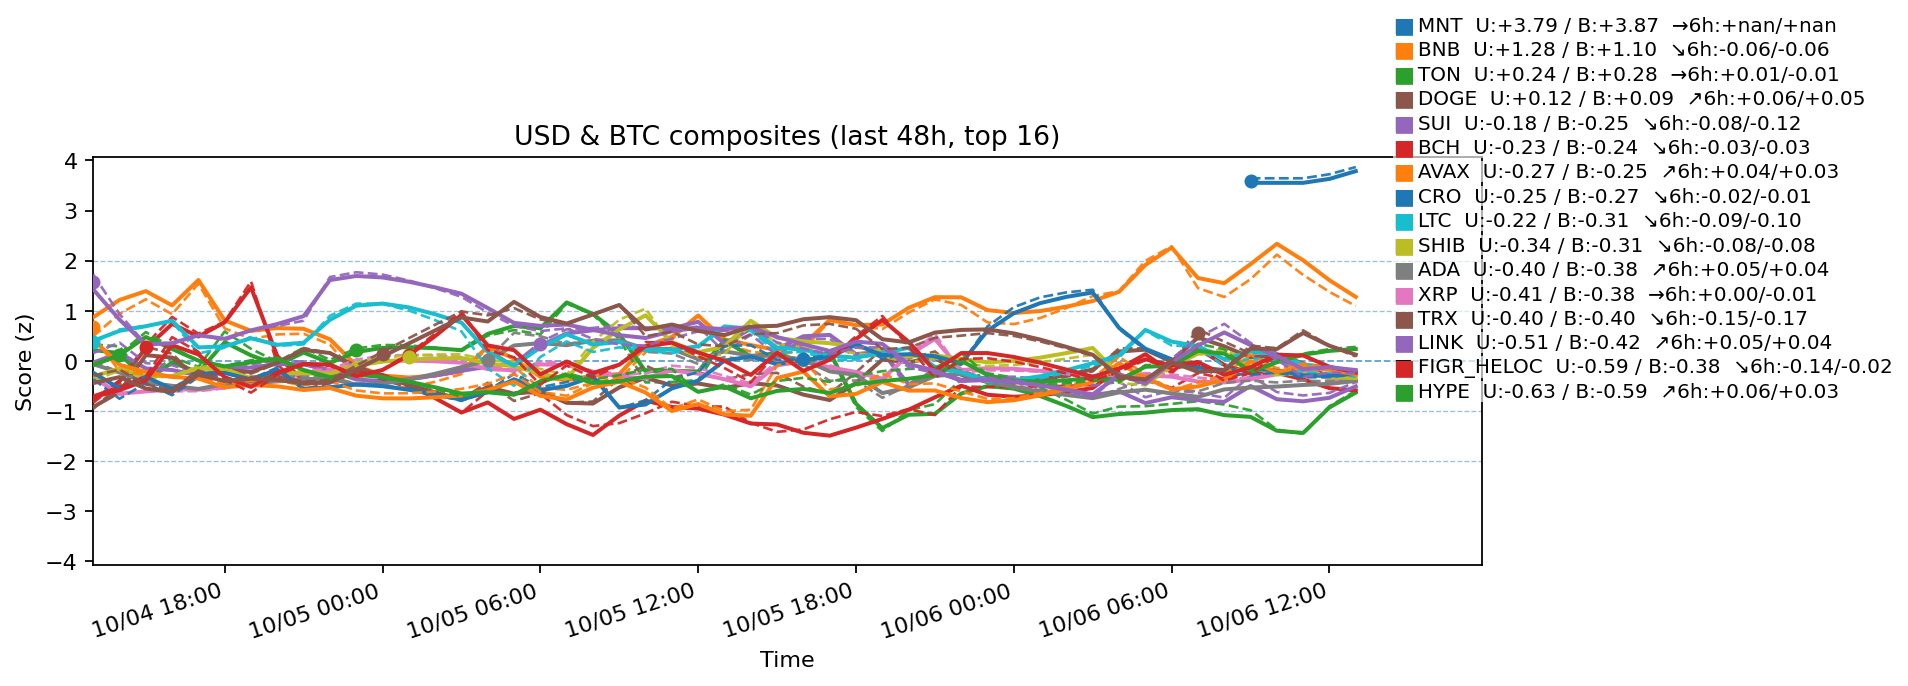 MNT  U:+3.79 / B:+3.87  →6h:+nan/+nan
BNB  U:+1.28 / B:+1.10  ↘6h:-0.06/-0.06
TON  U:+0.24 / B:+0.28  →6h:+0.01/-0.01
DOGE  U:+0.12 / B:+0.09  ↗6h:+0.06/+0.05
SUI  U:-0.18 / B:-0.25  ↘6h:-0.08/-0.12
BCH  U:-0.23 / B:-0.24  ↘6h:-0.03/-0.03
AVAX  U:-0.27 / B:-0.25  ↗6h:+0.04/+0.03
CRO  U:-0.25 / B:-0.27  ↘6h:-0.02/-0.01
LTC  U:-0.22 / B:-0.31  ↘6h:-0.09/-0.10
SHIB  U:-0.34 / B:-0.31  ↘6h:-0.08/-0.08
ADA  U:-0.40 / B:-0.38  ↗6h:+0.05/+0.04
XRP  U:-0.41 / B:-0.38  →6h:+0.00/-0.01
TRX  U:-0.40 / B:-0.40  ↘6h:-0.15/-0.17
LINK  U:-0.51 / B:-0.42  ↗6h:+0.05/+0.04
FIGR_HELOC  U:-0.59 / B:-0.38  ↘6h:-0.14/-0.02
HYPE  U:-0.63 / B:-0.59  ↗6h:+0.06/+0.03
USD & BTC composites (last 48h, top 16)
Score (z)
4
3
2
1
0
−1
−2
−3
−4
10/04 18:00
10/05 00:00
10/05 06:00
10/05 12:00
10/05 18:00
10/06 00:00
10/06 06:00
10/06 12:00
Time